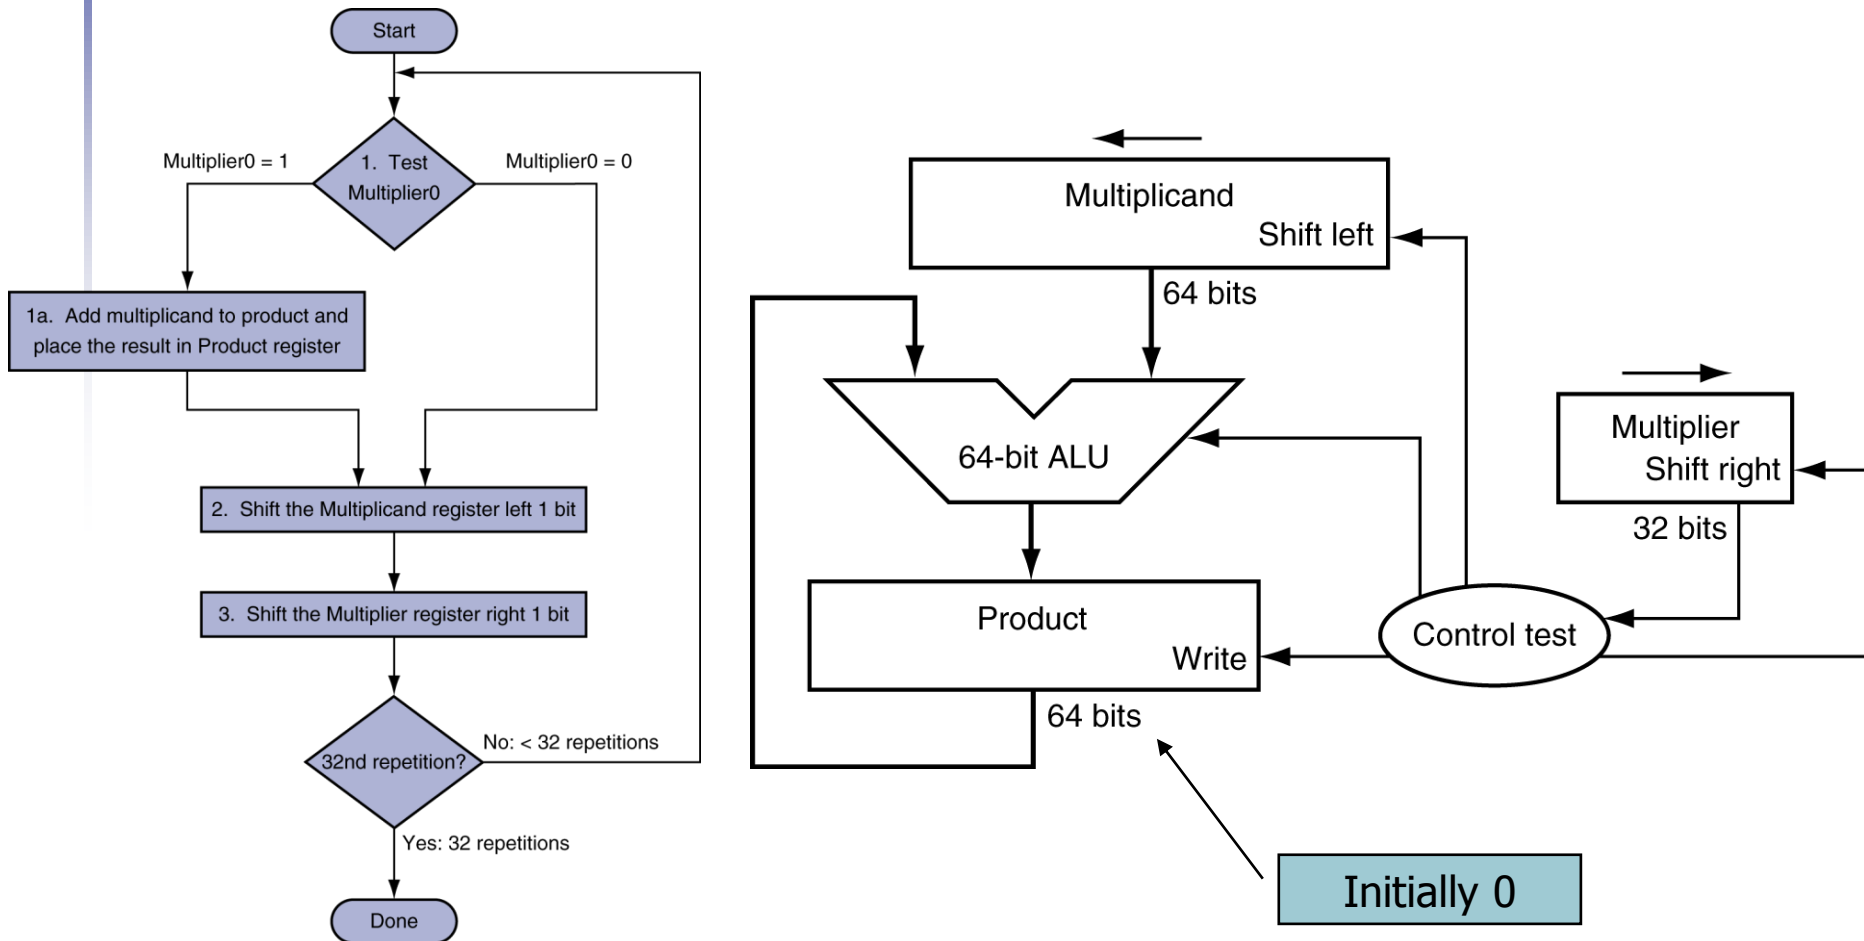 Start
Multiplier0 = 1
1. Test
Multiplier0
Multiplier0 = 0
1a. Add multiplicand to product and
place the result in Product register
2. Shift the Multiplicand register left 1 bit
3. Shift the Multiplier register right 1 bit
32nd repetition?
No: < 32 repetitions
Yes: 32 repetitions
Done
Multiplicand
Shift left
64 bits
64-bit ALU
Multiplier
Shift right
32 bits
Product
Write
64 bits
Control test
Initially 0